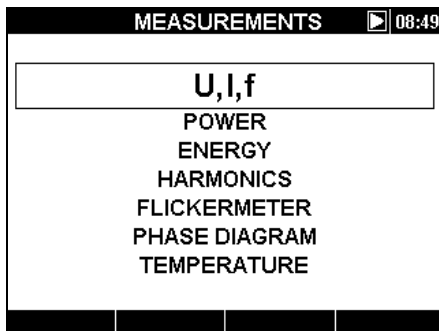 MEASUREMENTS 08:49
U,I,f
POWER
ENERGY
HARMONICS
FLICKERMETER
PHASE DIAGRAM
TEMPERATURE